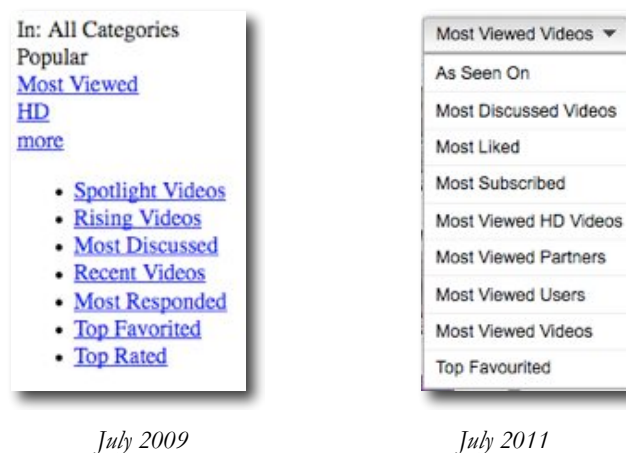 In: All Categories
Popular
Most Viewed
HD
more
• Spotlight Videos
• Rising Videos
• Most Discussed
• Recent Videos
• Most Responded
• Top Favorited
• Top Rated
July 2009
Most Viewed Videos ▼
As Seen On
Most Discussed Videos
Most Liked
Most Subscribed
Most Viewed HD Videos
Most Viewed Partners
Most Viewed Users
Most Viewed Videos
Top Favourited
July 2011